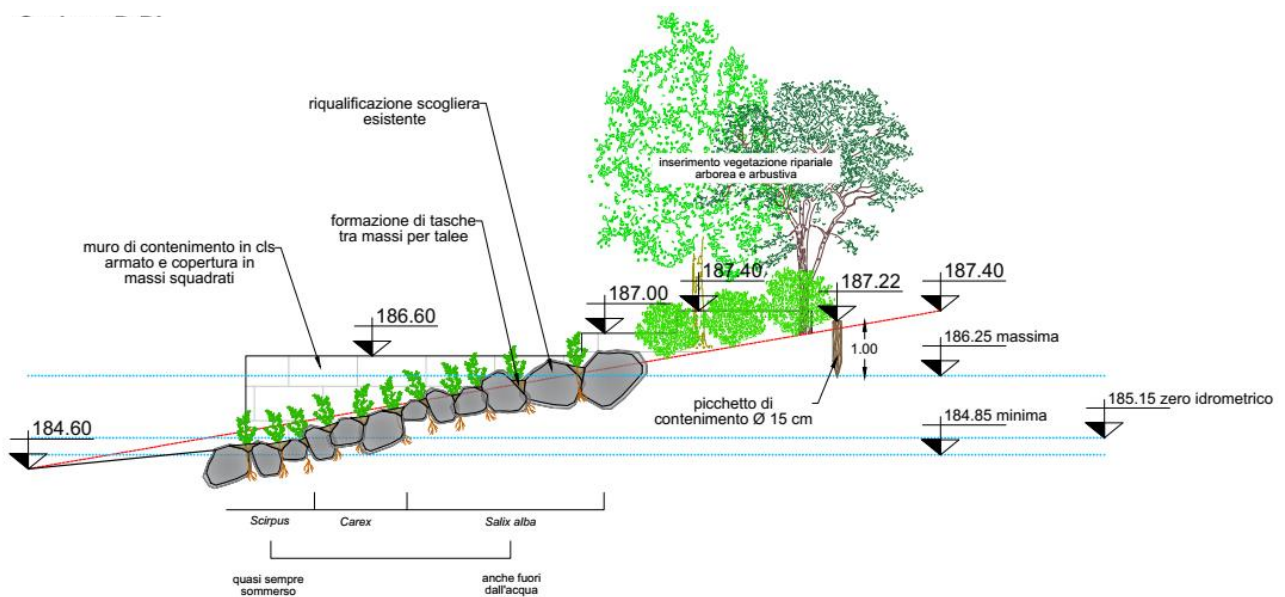 riqualificazione scogliera
esistente
inserimento vegetazione ripariale
arborea e arbustiva
formazione di tasche
tra massi per talee
muro di contenimento in cls
armato e copertura in
massi squadrati
187.40
187.22
187.40
187.00
186.60
1.00
186.25 massima
picchetto di
contenimento Ø 15 cm
185.15 zero idrometrico
184.85 minima
184.60
Scirpus
Carex
Salix alba
quasi sempre
sommerso
anche fuori
dall'acqua